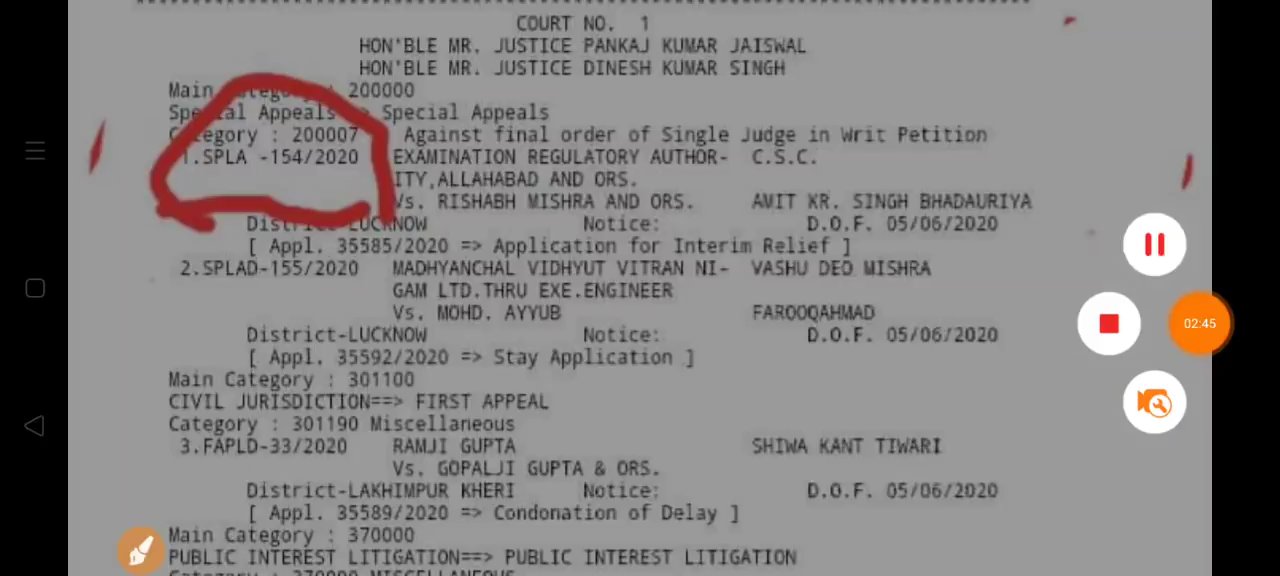 COURT NO. 1
HON'BLE MR. JUSTICE PANKAJ KUMAR JAISWAL
HON'BLE MR. JUSTICE DINESH KUMAR SINGH
Main Category : 200000
Special Appeals => Special Appeals
Category : 200007 Against final order of Single Judge in Writ Petition
1.SPLA -154/2020 EXAMINATION REGULATORY AUTHOR- C.S.C.
ITY,ALLAHABAD AND ORS.
Vs. RISHABH MISHRA AND ORS. AMIT KR. SINGH BHADAURIYA
District-LUCKNOW Notice: D.O.F. 05/06/2020
[ Appl. 35585/2020 => Application for Interim Relief ]
2.SPLAD-155/2020 MADHYANCHAL VIDHYUT VITRAN NI- VASHU DEO MISHRA
GAM LTD.THRU EXE.ENGINEER
Vs. MOHD. AYYUB FAROOQAHMAD
District-LUCKNOW Notice: D.O.F. 05/06/2020
[ Appl. 35592/2020 => Stay Application ]
02:45
Main Category : 301100
CIVIL JURISDICTION==> FIRST APPEAL
Category : 301190 Miscellaneous
3.FAPLD-33/2020 RAMJI GUPTA SHIWA KANT TIWARI
Vs. GOPALJI GUPTA & ORS.
District-LAKHIMPUR KHERI Notice: D.O.F. 05/06/2020
[ Appl. 35589/2020 => Condonation of Delay ]
Main Category : 370000
PUBLIC INTEREST LITIGATION==> PUBLIC INTEREST LITIGATION